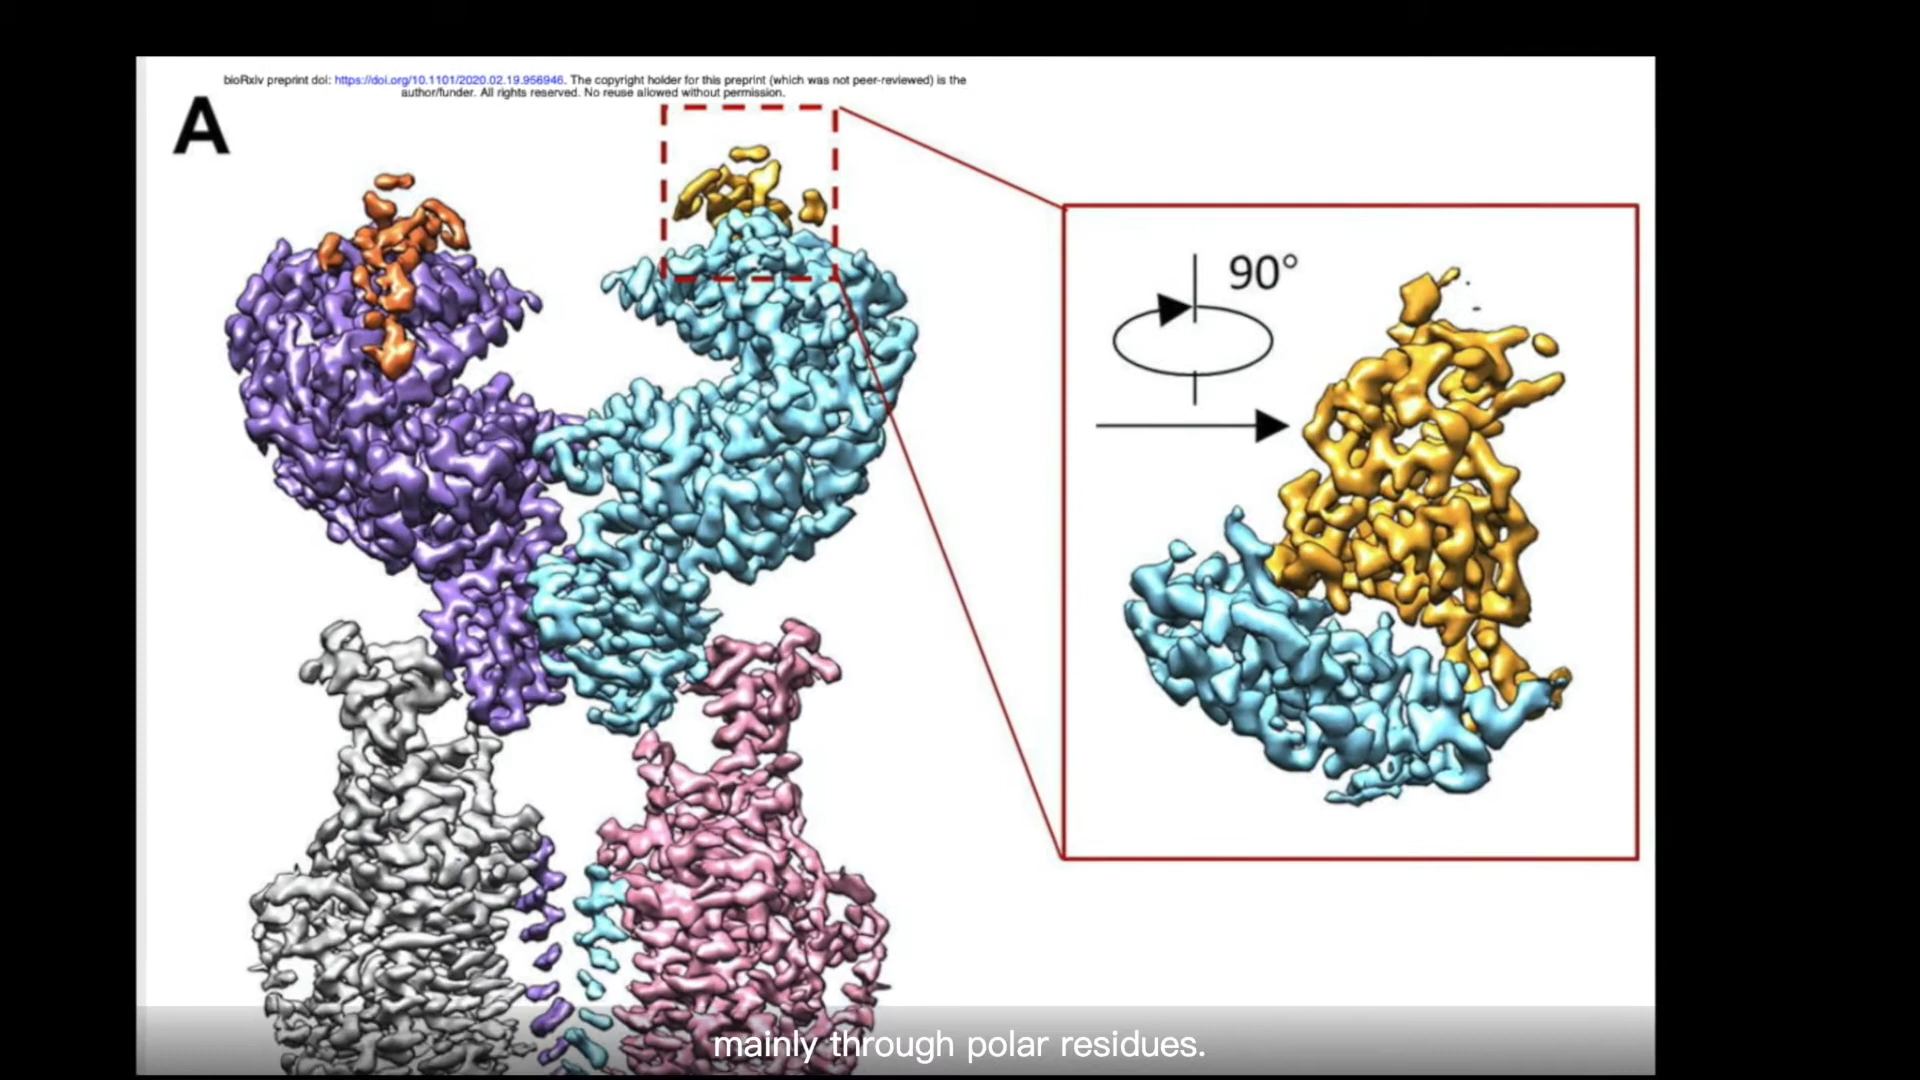 bioRxiv preprint doi: https://doi.org/10.1101/2020.02.19.956946. The copyright holder for this preprint (which was not peer-reviewed) is the
author/funder. All rights reserved. No reuse allowed without permission.
A
90°
mainly through polar residues.